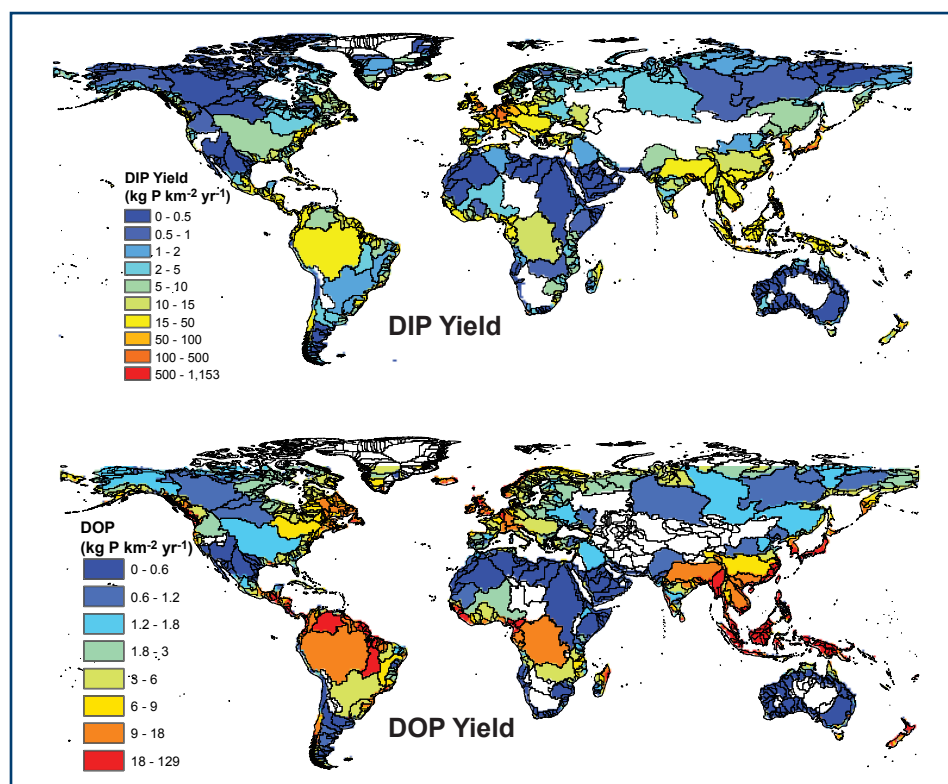 DIP Yield
(kg P km-2 yr-1)
0 - 0.5
0.5 - 1
1 - 2
2 - 5
5 - 10
10 - 15
15 - 50
50 - 100
100 - 500
500 - 1,153
DIP Yield
DOP
(kg P km-2 yr-1)
0 - 0.6
0.6 - 1.2
1.2 - 1.8
1.8 - 3
3 - 6
6 - 9
9 - 18
18 - 129
DOP Yield